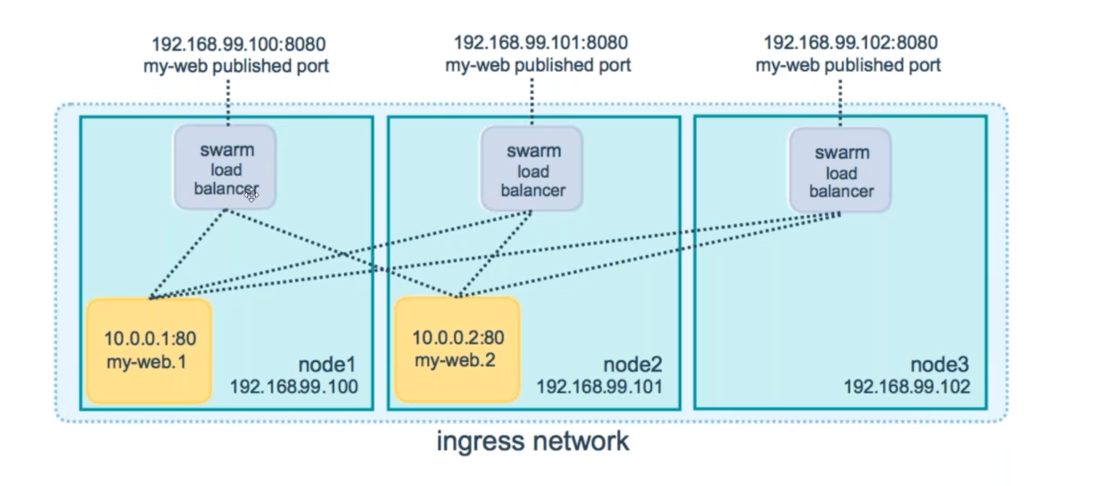 192.168.99.100:8080
my-web published port
192.168.99.101:8080
my-web published port
192.168.99.102:8080
my-web published port
swarm
load
balancer
swarm
load
balancer
swarm
load
balancer
10.0.0.1:80
my-web.1
node1
192.168.99.100
10.0.0.2:80
my-web.2
node2
192.168.99.101
node3
192.168.99.102
ingress network